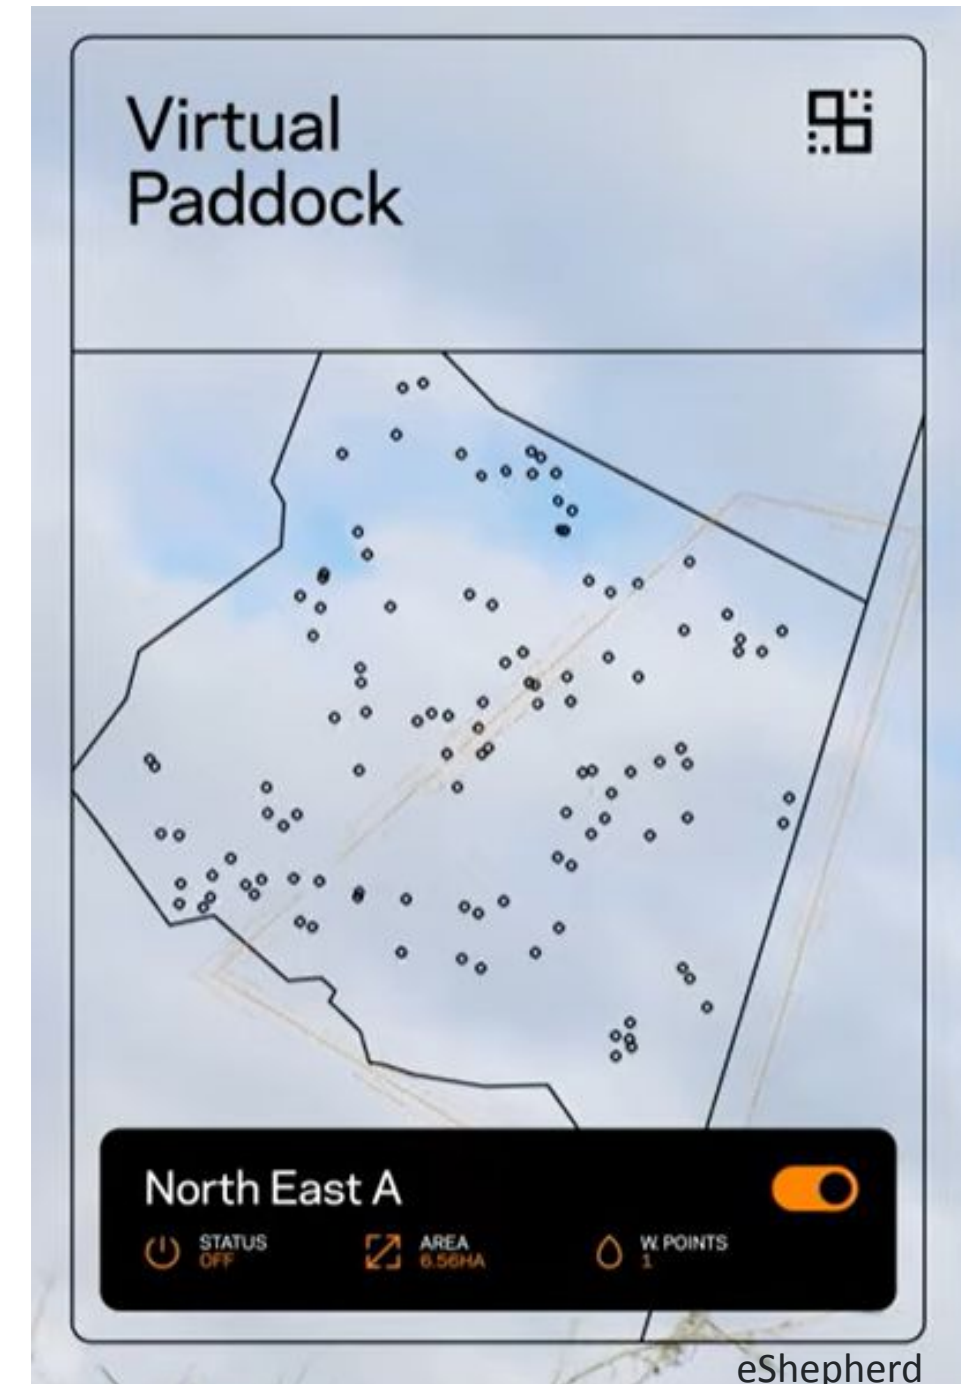 Virtual
Paddock
North East A
STATUS
OFF
AREA
6.56HA
W. POINTS
1
eShepherd